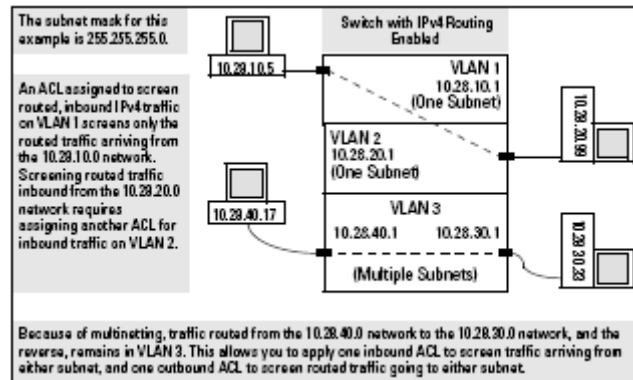 The subnet mask for this
example is 255.255.255.0.
An ACL assigned to screen
routed, inbound IPv4 traffic
on VLAN 1 screens only the
routed traffic arriving from
the 10.28.10.0 network.
Screening routed traffic
inbound from the 10.28.20.0
network requires
assigning another ACL for
inbound traffic on VLAN 2.
10.28.10.5
10.28.40.17
Switch with IPv4 Routing
Enabled
VLAN 1
10.28.10.1
(One Subnet)
VLAN 2
10.28.20.1
(One Subnet)
VLAN 3
10.28.40.1 10.28.30.1
(Multiple Subnets)
10.28.20.99
10.28.30.23
Because of multinetting, traffic routed from the 10.28.40.0 network to the 10.28.30.0 network, and the
reverse, remains in VLAN 3. This allows you to apply one inbound ACL to screen traffic arriving from
either subnet, and one outbound ACL to screen routed traffic going to either subnet.